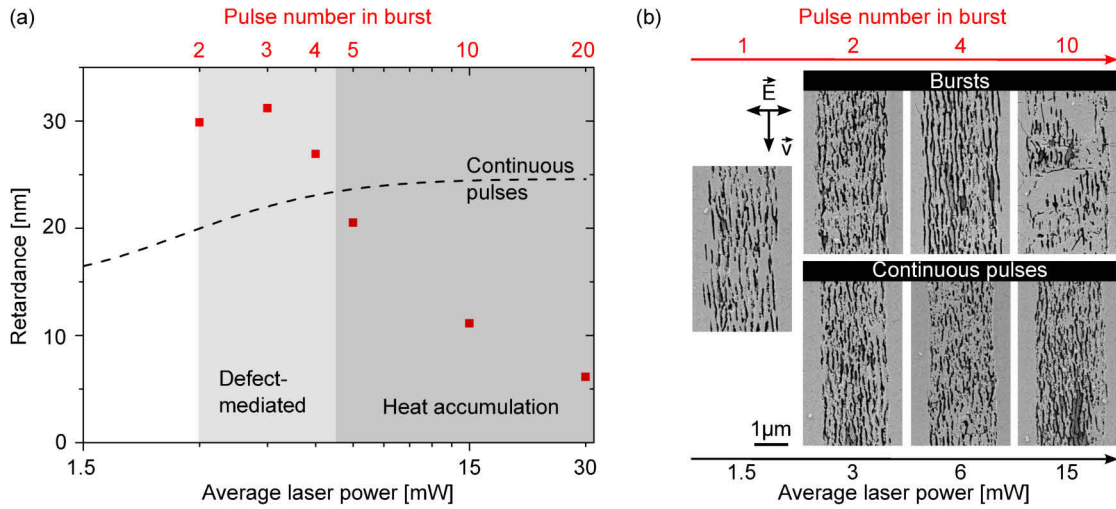 (a)
Pulse number in burst
2 3 4 5 10 20
Retardance [nm]
30
20
10
0
Continuous
pulses
Defect-
mediated
Heat accumulation
1.5 15 30
Average laser power [mW]
(b)
Pulse number in burst
1 2 4 10
E
v
Bursts
Continuous pulses
1µm
1.5 3 6 15
Average laser power [mW]